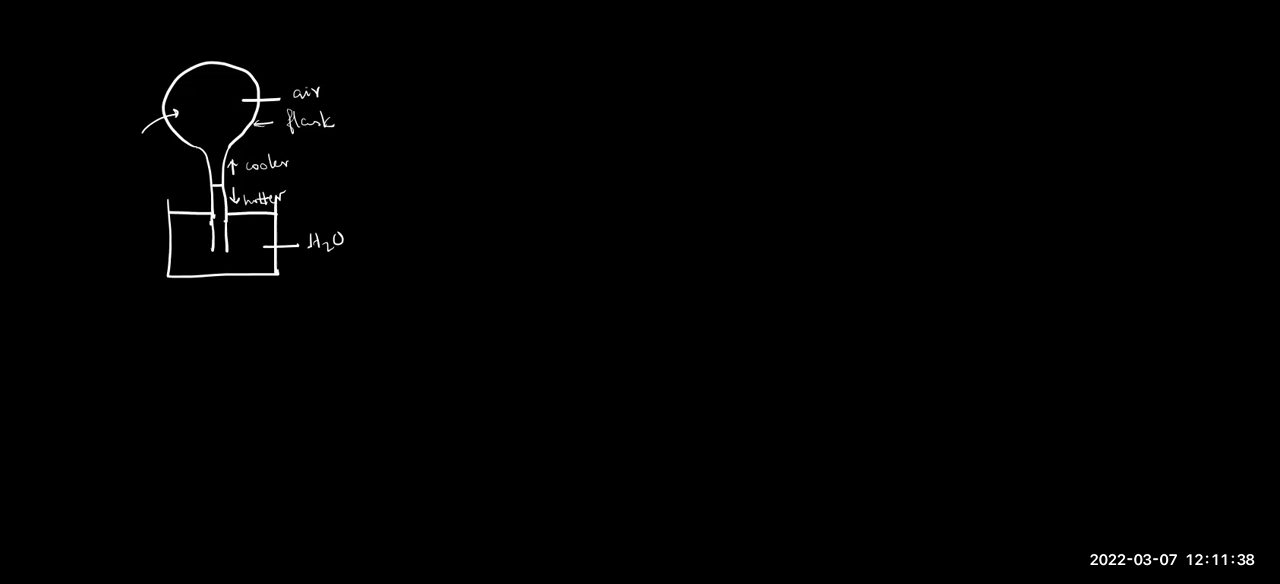 air
flask
↑ cooler
↓ hotter
H₂O
2022-03-07 12:11:38